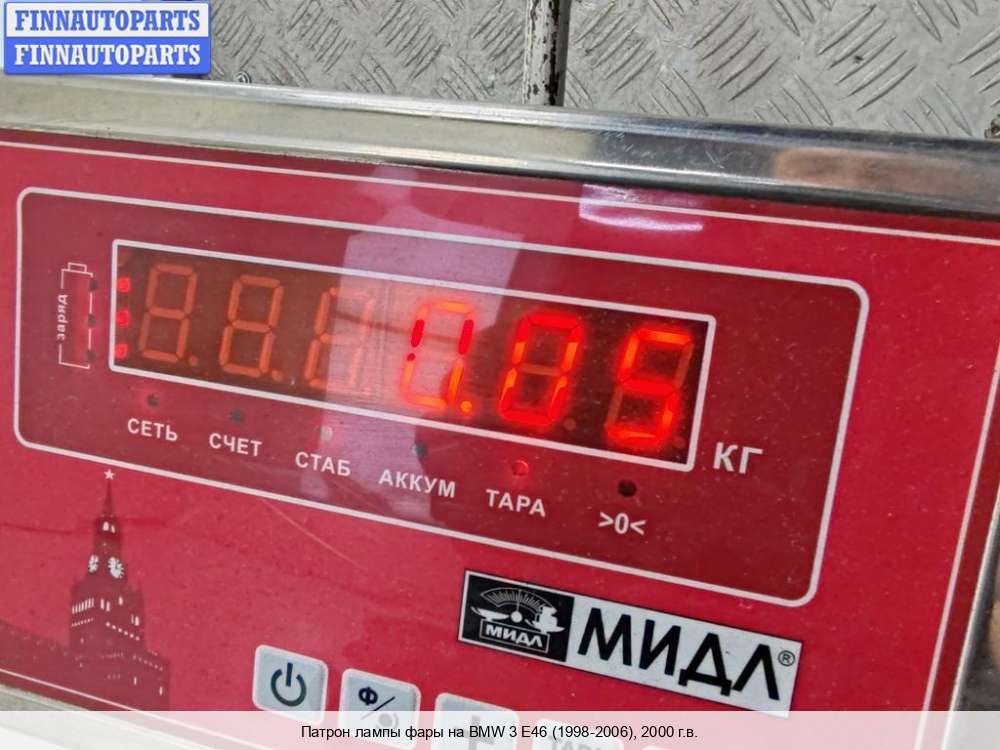 FINNAUTOPARTS
FINNAUTOPARTS
заряд
0.05
КГ
СЕТЬ
СЧЕТ
СТАБ
АККУМ
ТАРА
>0<
МИДЛ
МИДЛ®
Ф/
Патрон лампы фары на BMW 3 E46 (1998-2006), 2000 г.в.